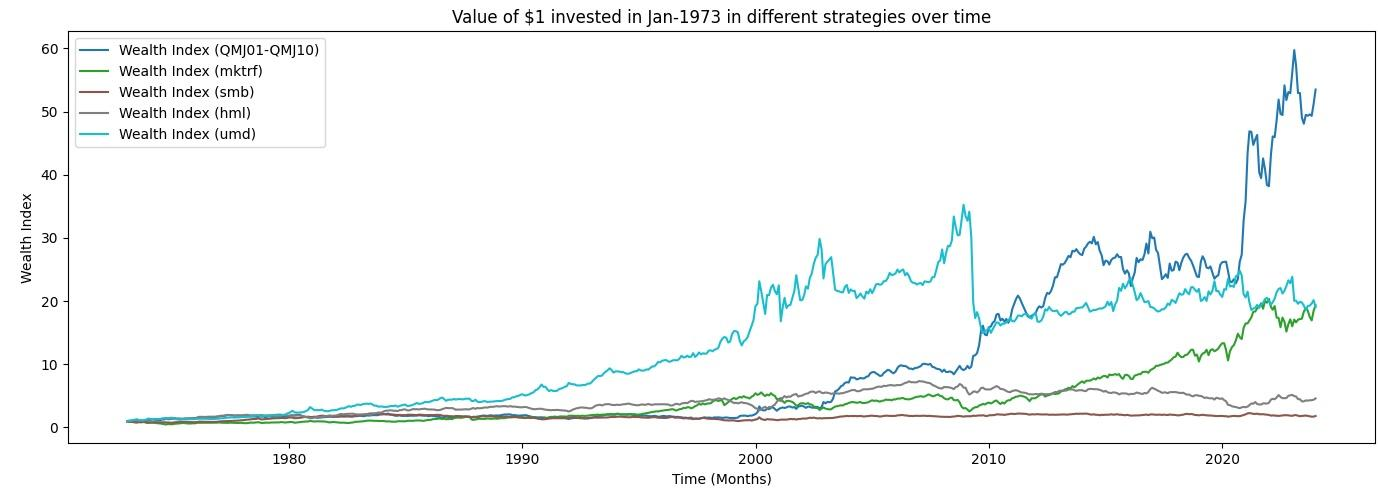 Value of $1 invested in Jan-1973 in different strategies over time
Wealth Index (QMJ01-QMJ10)
Wealth Index (mktrf)
Wealth Index (smb)
Wealth Index (hml)
Wealth Index (umd)
Wealth Index
60
50
40
30
20
10
0
1980
1990
2000
2010
2020
Time (Months)